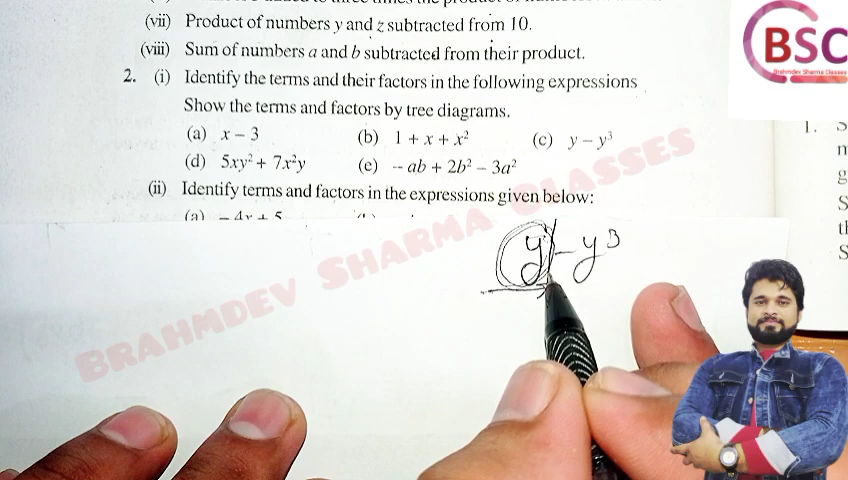 (vii) Product of numbers y and z subtracted from 10.
(viii) Sum of numbers a and b subtracted from their product.
2. (i) Identify the terms and their factors in the following expressions
Show the terms and factors by tree diagrams.
(a) x – 3 (b) 1 + x + x² (c) y – y³
(d) 5xy² + 7x²y (e) – ab + 2b² – 3a²
(ii) Identify terms and factors in the expressions given below:
(a) – 4x + 5
y – y³
BRAHMDEV SHARMA CLASSES
BSC
Brahmdev Sharma Classes
1. S